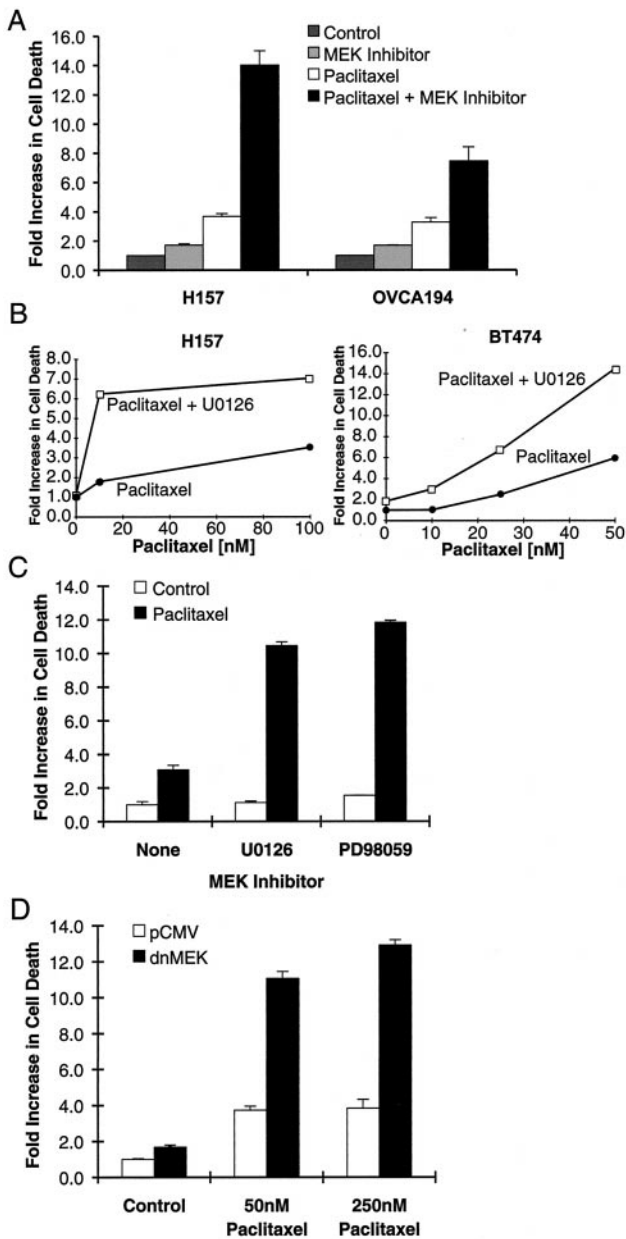 A
Fold Increase in Cell Death
16.0
14.0
12.0
10.0
8.0
6.0
4.0
2.0
0.0
Control
MEK Inhibitor
Paclitaxel
Paclitaxel + MEK Inhibitor
H157
OVCA194
B
H157
Fold Increase in Cell Death
8.0
7.0
6.0
5.0
4.0
3.0
2.0
1.0
0.0
Paclitaxel + U0126
Paclitaxel
0 20 40 60 80 100
Paclitaxel [nM]
BT474
Fold Increase in Cell Death
16.0
14.0
12.0
10.0
8.0
6.0
4.0
2.0
0.0
Paclitaxel + U0126
Paclitaxel
0 10 20 30 40 50
Paclitaxel [nM]
C
Fold Increase in Cell Death
14.0
12.0
10.0
8.0
6.0
4.0
2.0
0.0
Control
Paclitaxel
None
U0126
PD98059
MEK Inhibitor
D
Fold Increase in Cell Death
14.0
12.0
10.0
8.0
6.0
4.0
2.0
0.0
pCMV
dnMEK
Control
50nM
Paclitaxel
250nM
Paclitaxel